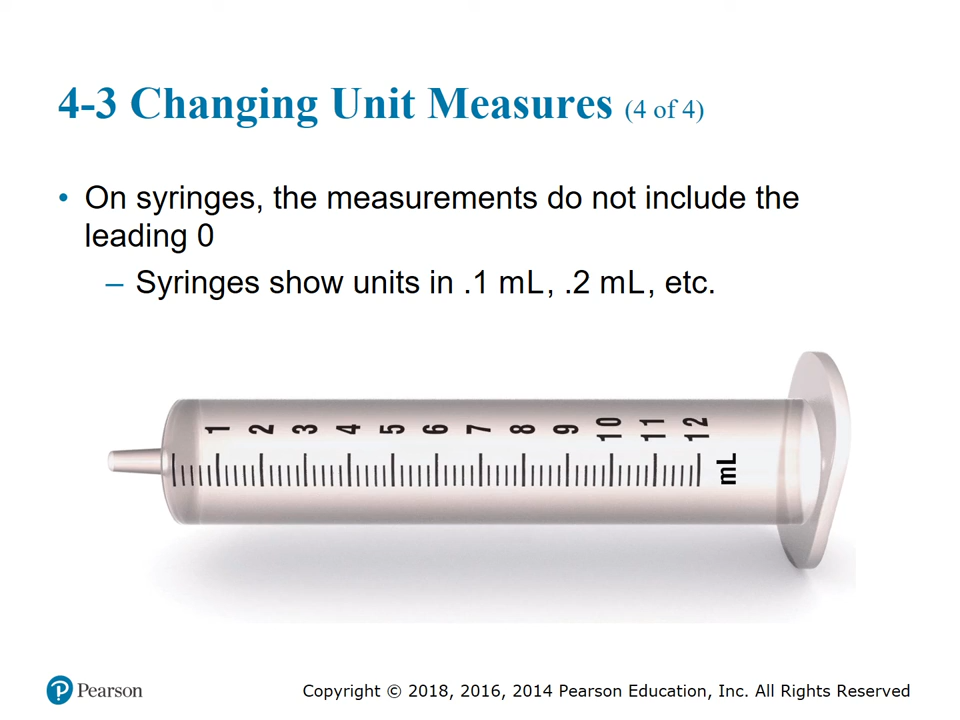 4-3 Changing Unit Measures (4 of 4)
• On syringes, the measurements do not include the
leading 0
– Syringes show units in .1 mL, .2 mL, etc.
1 2 3 4 5 6 7 8 9 10 11 12
mL
P Pearson
Copyright © 2018, 2016, 2014 Pearson Education, Inc. All Rights Reserved